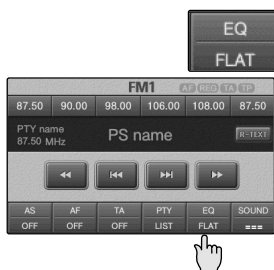 EQ
FLAT
FM1 AF REG TA TP
87.50 90.00 98.00 106.00 108.00 87.50
PTY name
87.50 MHz
PS name
R-TEXT
AS AF TA PTY EQ SOUND
OFF OFF OFF LIST FLAT